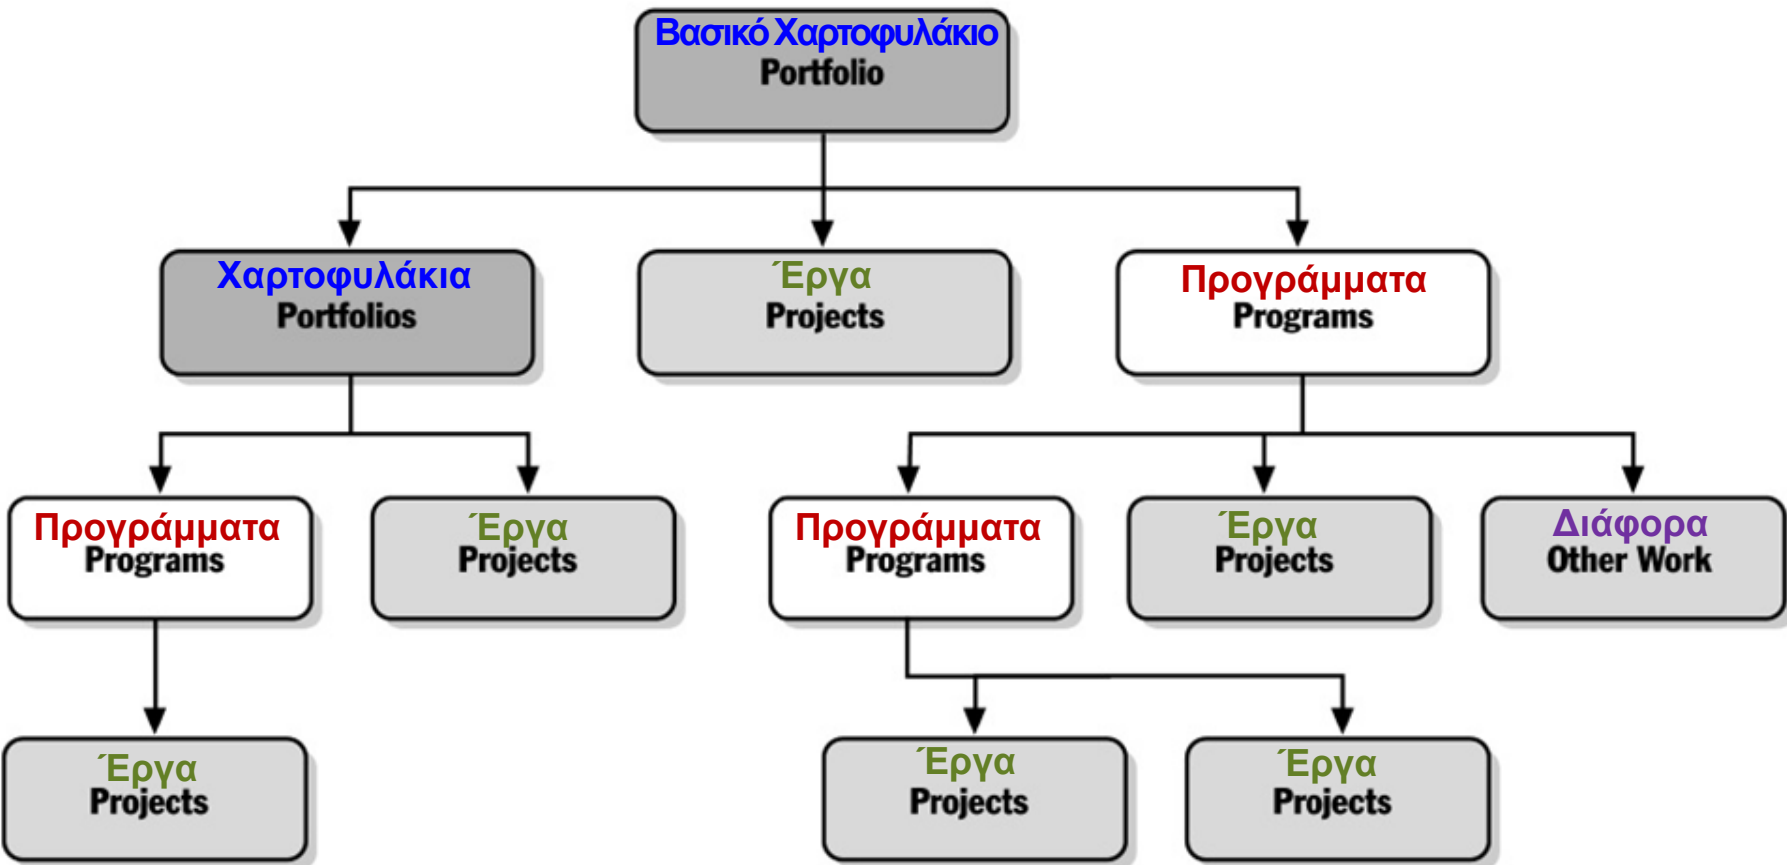 Βασικό Χαρτοφυλάκιο
Portfolio
Χαρτοφυλάκια
Portfolios
Έργα
Projects
Προγράμματα
Programs
Προγράμματα
Programs
Έργα
Projects
Προγράμματα
Programs
Έργα
Projects
Διάφορα
Other Work
Έργα
Projects
Έργα
Projects
Έργα
Projects